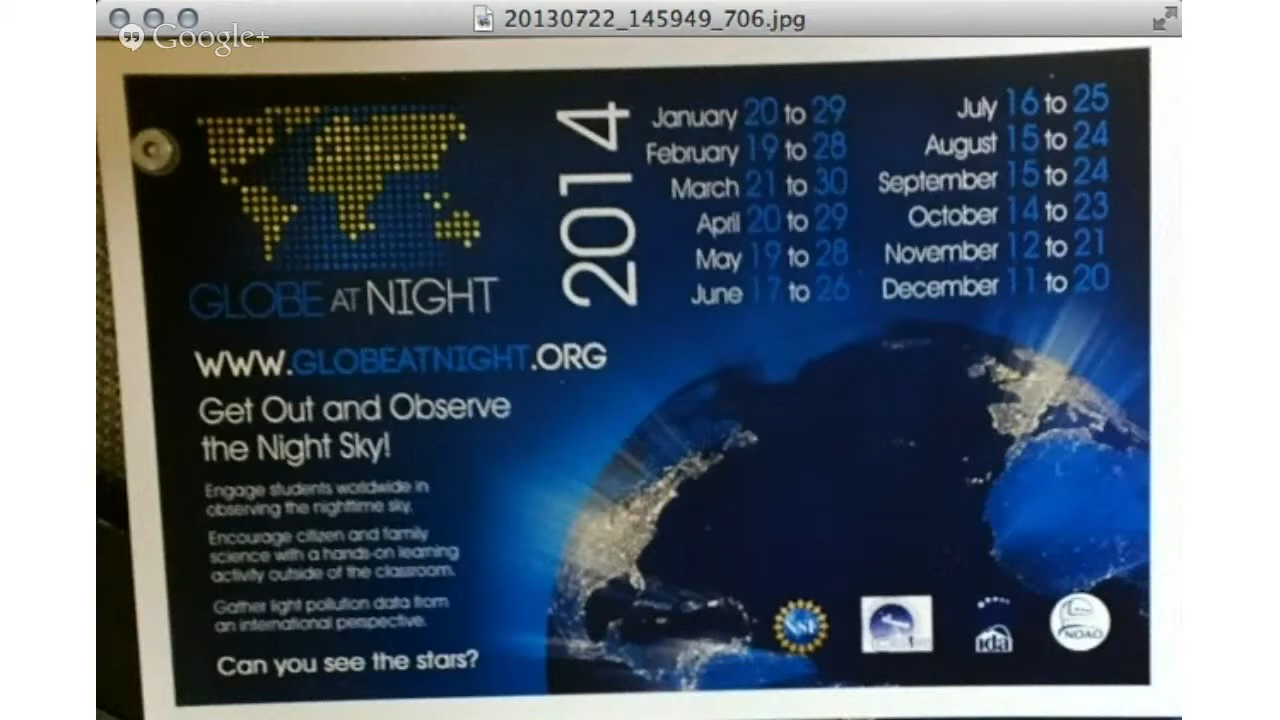 20130722_145949_706.jpg
Google+
GLOBE AT NIGHT
2014
January 20 to 29
February 19 to 28
March 21 to 30
April 20 to 29
May 19 to 28
June 17 to 26
July 16 to 25
August 15 to 24
September 15 to 24
October 14 to 23
November 12 to 21
December 11 to 20
WWW.GLOBEATNIGHT.ORG
Get Out and Observe
the Night Sky!
Engage students worldwide in
observing the nighttime sky.
Encourage citizen and family
science with a hands-on learning
activity outside of the classroom.
Gather light pollution data from
an international perspective.
Can you see the stars?
NSF
ida
NOAO